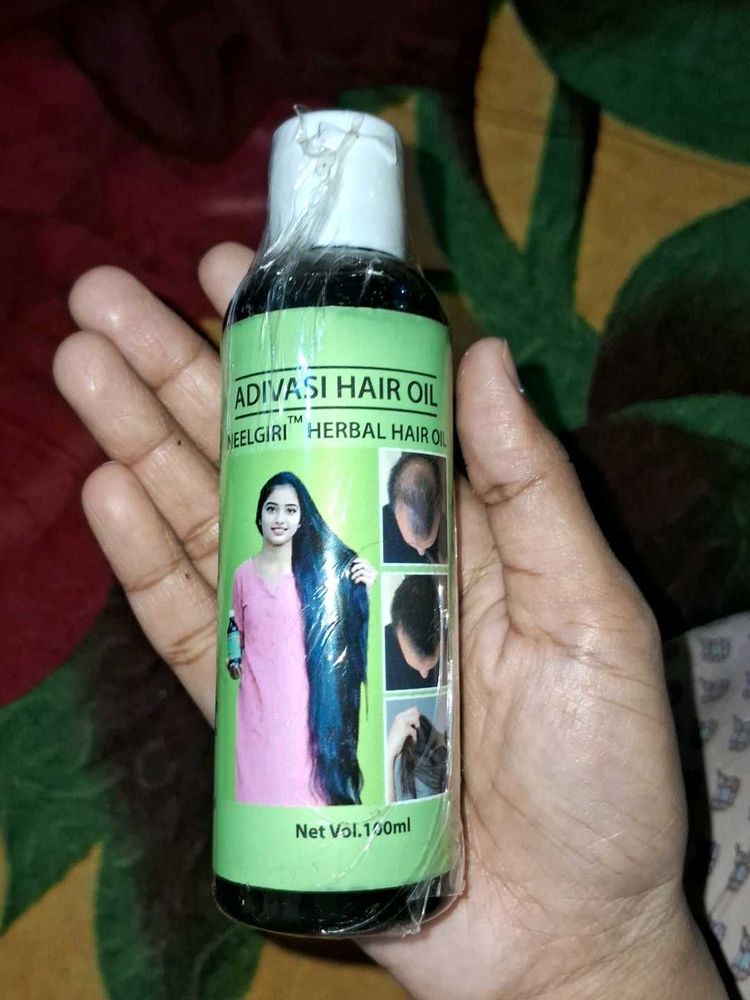 ADIVASI HAIR OIL
NEELGIRI™ HERBAL HAIR OIL
Net Vol.100ml